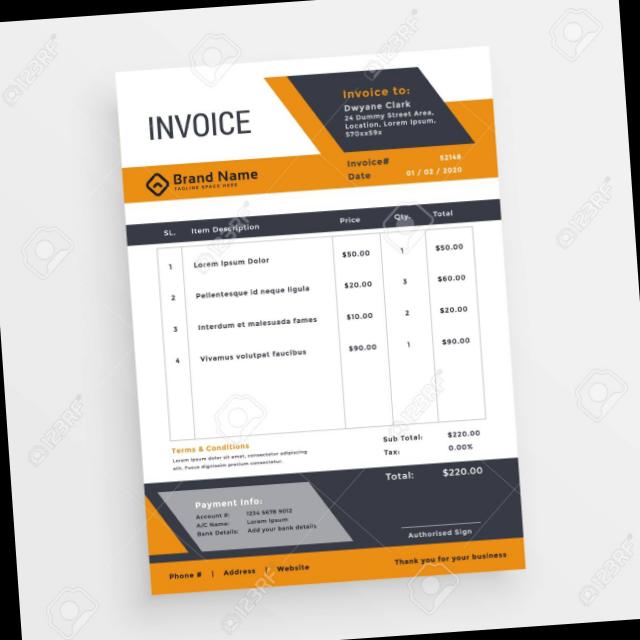 INVOICE
Invoice to:
Dwyane Clark
24 Dummy Street Area,
Location, Lorem Ipsum,
570xx59x
Brand Name
TAGLINE SPACE HERE
Invoice# 52148
Date 01 / 02 / 2020
SL. Item Description Price Qty. Total
1 Lorem Ipsum Dolor $50.00 1 $50.00
2 Pellentesque id neque ligula $20.00 3 $60.00
3 Interdum et malesuada fames $10.00 2 $20.00
4 Vivamus volutpat faucibus $90.00 1 $90.00
Terms & Conditions
Lorem ipsum dolor sit amet, consectetur adipiscing
Sub Total: $220.00
Tax: 0.00%
Total: $220.00
Payment Info:
Account #: 1234 5678 9012
A/C Name: Lorem Ipsum
Bank Details: Add your bank details
Authorised Sign
Phone # | Address | Website
Thank you for your business
123RF